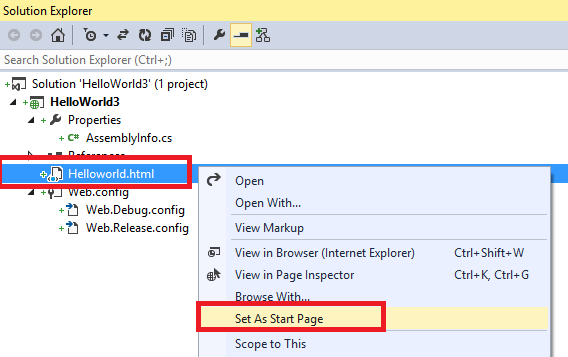 Solution Explorer
Search Solution Explorer (Ctrl+;)
Solution 'HelloWorld3' (1 project)
HelloWorld3
Properties
C# AssemblyInfo.cs
References
Helloworld.html
Web.config
Web.Debug.config
Web.Release.config
Open
Open With...
View Markup
View in Browser (Internet Explorer) Ctrl+Shift+W
View in Page Inspector Ctrl+K, Ctrl+G
Browse With...
Set As Start Page
Scope to This